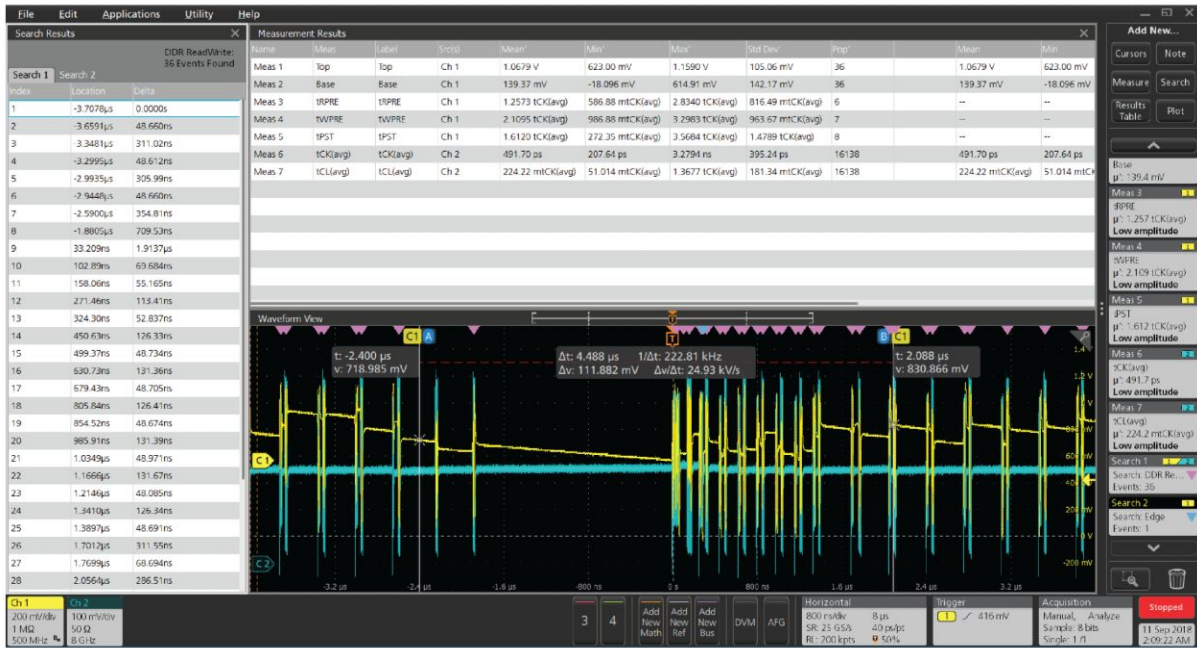 File Edit Applications Utility Help
Search Results
DDR ReadWrite:
36 Events Found
Search 1 Search 2
Index Location Delta
1 -3.7078µs 0.0000s
2 -3.6591µs 48.660ns
3 -3.3481µs 311.02ns
4 -3.2995µs 48.612ns
5 -2.9935µs 305.99ns
6 -2.9448µs 48.660ns
7 -2.5900µs 354.81ns
8 -1.8805µs 709.53ns
9 33.209ns 1.9137µs
10 102.89ns 69.684ns
11 158.06ns 55.165ns
12 271.46ns 113.41ns
13 324.30ns 52.837ns
14 450.63ns 126.33ns
15 499.37ns 48.734ns
16 630.73ns 131.36ns
17 679.43ns 48.705ns
18 805.84ns 126.41ns
19 854.52ns 48.674ns
20 985.91ns 131.39ns
21 1.0349µs 48.971ns
22 1.1666µs 131.67ns
23 1.2146µs 48.085ns
24 1.3410µs 126.34ns
25 1.3897µs 48.691ns
26 1.7012µs 311.55ns
27 1.7699µs 68.694ns
28 2.0564µs 286.51ns
Measurement Results
Name Meas Label Src(s) Mean' Min' Max' Std Dev' Pop' Mean Min
Meas 1 Top Top Ch 1 1.0679 V 623.00 mV 1.1590 V 105.06 mV 36 1.0679 V 623.00 mV
Meas 2 Base Base Ch 1 139.37 mV -18.096 mV 614.91 mV 142.17 mV 36 139.37 mV -18.096 mV
Meas 3 tRPRE tRPRE Ch 1 1.2573 tCK(avg) 586.88 mtCK(avg) 2.8340 tCK(avg) 816.49 mtCK(avg) 6 -- --
Meas 4 tWPRE tWPRE Ch 1 2.1095 tCK(avg) 986.88 mtCK(avg) 3.2983 tCK(avg) 963.67 mtCK(avg) 7 -- --
Meas 5 tPST tPST Ch 1 1.6120 tCK(avg) 272.35 mtCK(avg) 3.5684 tCK(avg) 1.4789 tCK(avg) 8 -- --
Meas 6 tCK(avg) tCK(avg) Ch 2 491.70 ps 207.64 ps 3.2794 ns 395.24 ps 16138 491.70 ps 207.64 ps
Meas 7 tCL(avg) tCL(avg) Ch 2 224.22 mtCK(avg) 51.014 mtCK(avg) 1.3677 tCK(avg) 181.34 mtCK(avg) 16138 224.22 mtCK(avg) 51.014 mtCK
Waveform View
T
C1 A
B C1
T
t: -2.400 µs
v: 718.985 mV
Δt: 4.488 µs 1/Δt: 222.81 kHz
Δv: 111.882 mV Δv/Δt: 24.93 kV/s
t: 2.088 µs
v: 830.866 mV
1.4
1.2 V
C1
C2
-200 mV
-3.2 µs -2.4 µs -1.6 µs -800 ns 0 s 800 ns 1.6 µs 2.4 µs 3.2 µs
Add New...
Cursors Note
Measure Search
Results
Table
Plot
Base
µ': 139.4 mV
Meas 3 1
tRPRE
µ': 1.257 tCK(avg)
Low amplitude
Meas 4 1
tWPRE
µ': 2.109 tCK(avg)
Low amplitude
Meas 5 1
tPST
µ': 1.612 tCK(avg)
Low amplitude
Meas 6 2
tCK(avg)
µ': 491.7 ps
Low amplitude
Meas 7 2
tCL(avg)
µ': 224.2 mtCK(avg)
Low amplitude
Search 1
Search: DDR Re...
Events: 36
Search 2
Search: Edge
Events: 1
Ch 1
200 mV/div
1 MΩ
500 MHz
Ch 2
100 mV/div
50 Ω
8 GHz
3 4
Add
New
Math
Add
New
Ref
Add
New
Bus
DVM AFG
Horizontal
800 ns/div 8 µs
SR: 25 GS/s 40 ps/pt
RL: 200 kpts 50%
Trigger
1 416 mV
Acquisition
Manual, Analyze
Sample: 8 bits
Single: 1 /1
Stopped
11 Sep 2018
2:09:22 AM